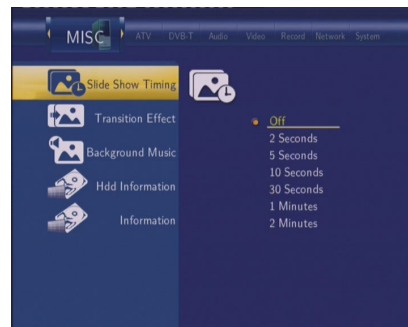 MISC ATV DVB-T Audio Video Record Network System
Slide Show Timing
Transition Effect
Background Music
Hdd Information
Information
Off
2 Seconds
5 Seconds
10 Seconds
30 Seconds
1 Minutes
2 Minutes